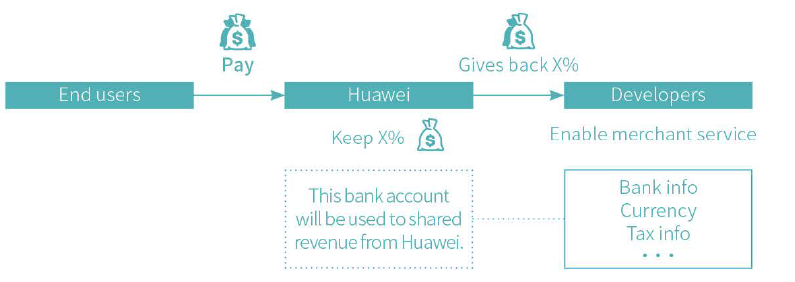 Pay
Gives back X%
End users
Huawei
Developers
Keep X%
Enable merchant service
This bank account
will be used to shared
revenue from Huawei.
Bank info
Currency
Tax info
• • •